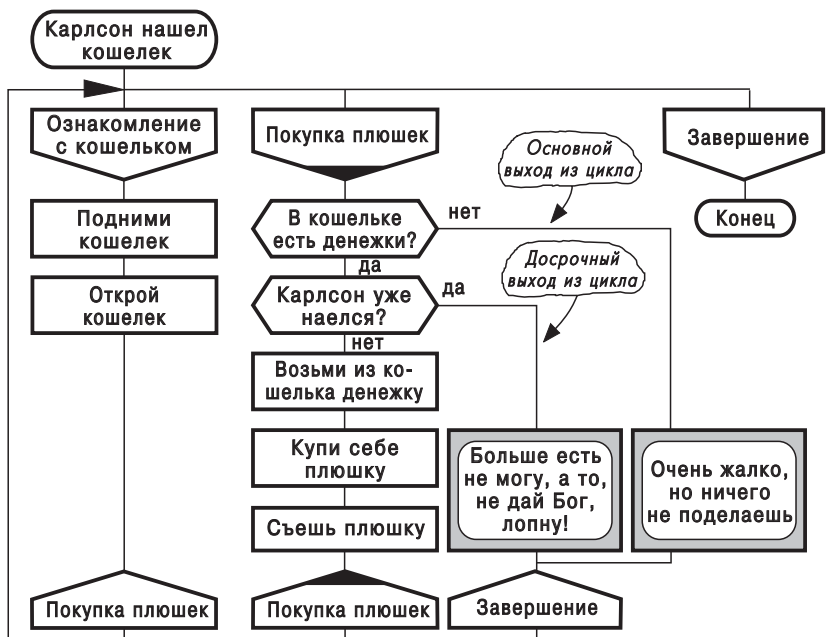 Карлсон нашел
кошелек
Ознакомление
с кошельком
Подними
кошелек
Открой
кошелек
Покупка плюшек
Покупка плюшек
В кошельке
есть денежки?
нет
да
Карлсон уже
наелся?
да
нет
Возьми из ко-
шелька денежку
Купи себе
плюшку
Съешь плюшку
Покупка плюшек
Основной
выход из цикла
Досрочный
выход из цикла
Больше есть
не могу, а то,
не дай Бог,
лопну!
Очень жалко,
но ничего
не поделаешь
Завершение
Завершение
Конец